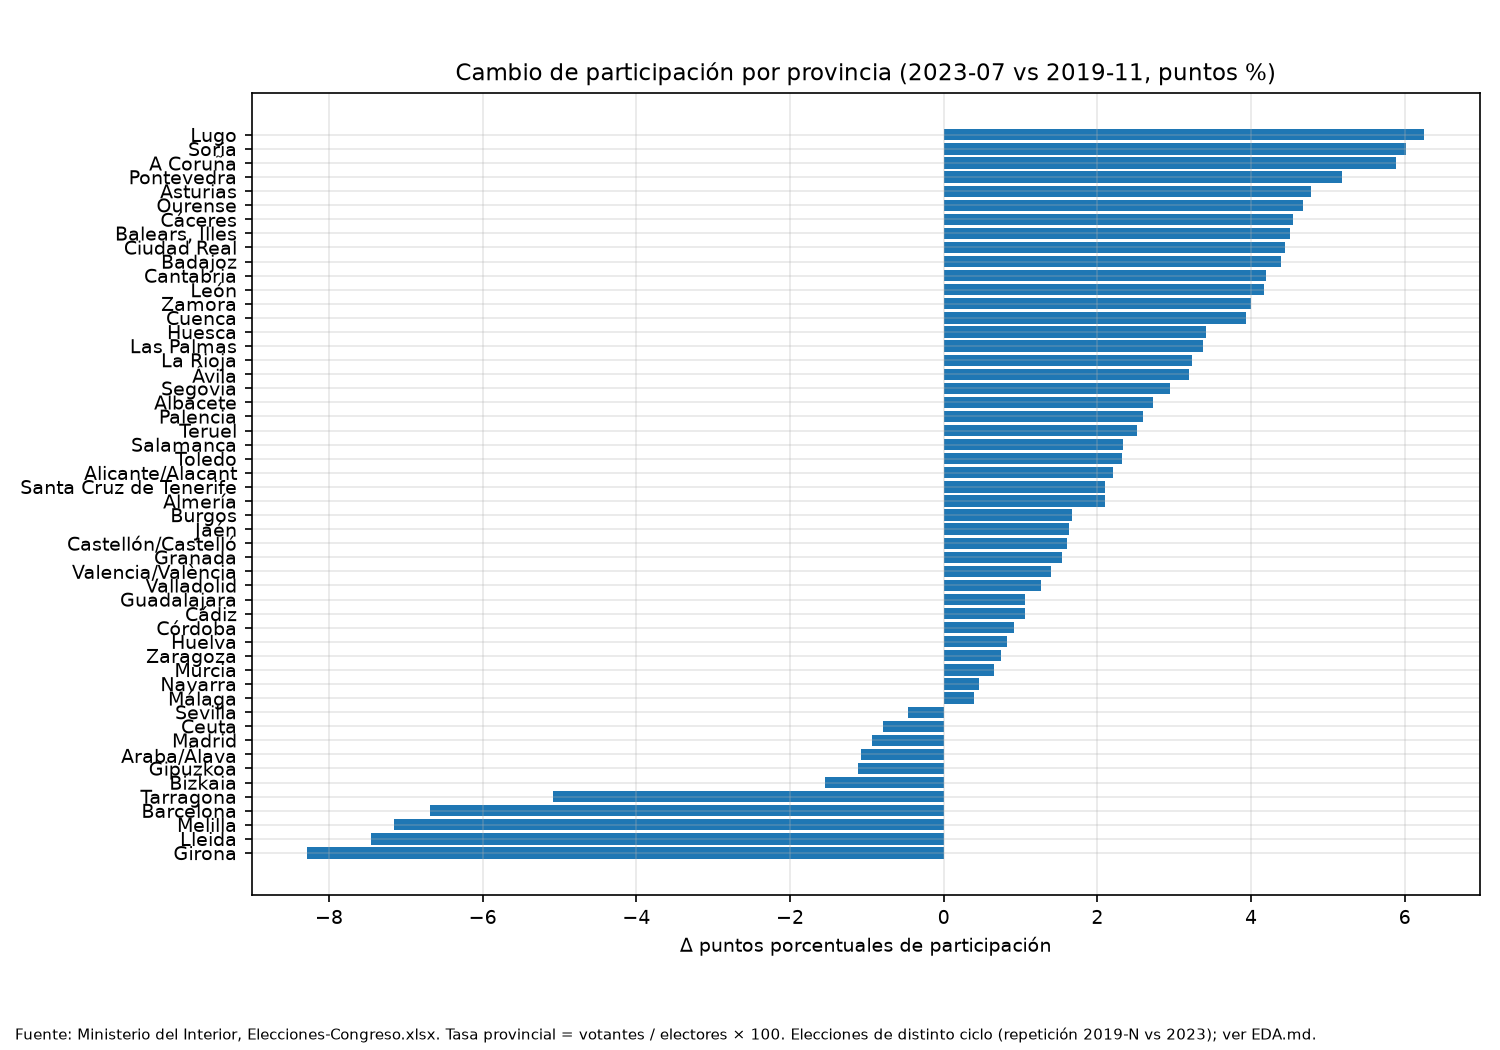 Cambio de participación por provincia (2023-07 vs 2019-11, puntos %)
Lugo
Soria
A Coruña
Pontevedra
Asturias
Ourense
Cáceres
Balears, Illes
Ciudad Real
Badajoz
Cantabria
León
Zamora
Cuenca
Huesca
Las Palmas
La Rioja
Ávila
Segovia
Albacete
Palencia
Teruel
Salamanca
Toledo
Alicante/Alacant
Santa Cruz de Tenerife
Almería
Burgos
Jaén
Castellón/Castelló
Granada
Valencia/València
Valladolid
Guadalajara
Cádiz
Córdoba
Huelva
Zaragoza
Murcia
Navarra
Málaga
Sevilla
Ceuta
Madrid
Araba/Álava
Gipuzkoa
Bizkaia
Tarragona
Barcelona
Melilla
Lleida
Girona
−8 −6 −4 −2 0 2 4 6
Δ puntos porcentuales de participación
Fuente: Ministerio del Interior, Elecciones-Congreso.xlsx. Tasa provincial = votantes / electores × 100. Elecciones de distinto ciclo (repetición 2019-N vs 2023); ver EDA.md.